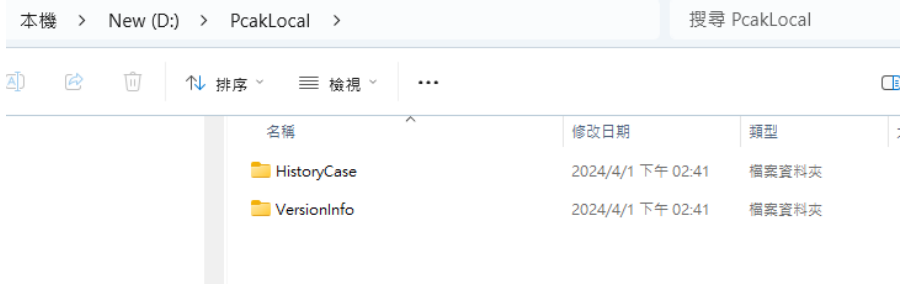 本機 > New (D:) > PcakLocal > 搜尋 PcakLocal
排序 檢視 ...
名稱 修改日期 類型
HistoryCase 2024/4/1 下午 02:41 檔案資料夾
VersionInfo 2024/4/1 下午 02:41 檔案資料夾